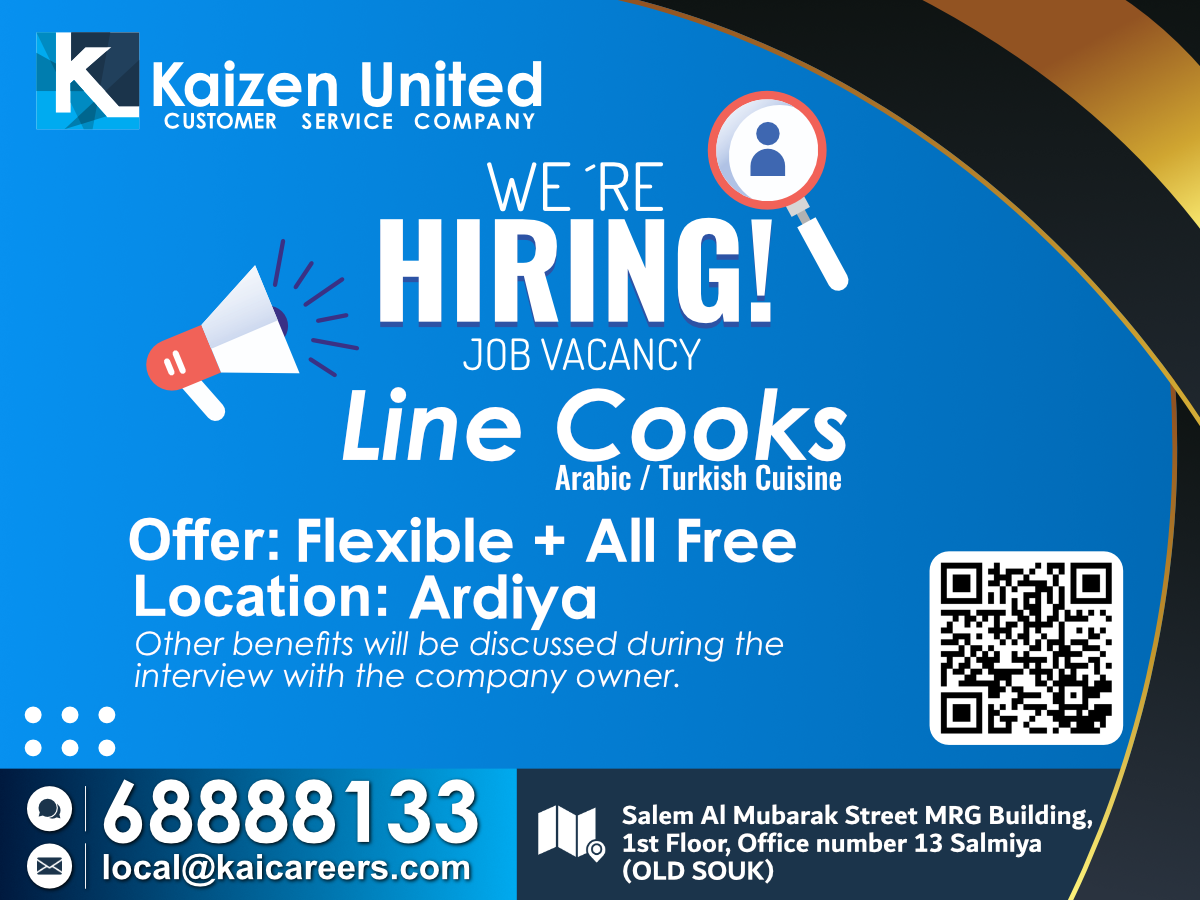 Kaizen United
CUSTOMER SERVICE COMPANY
WE ´RE
HIRING!
JOB VACANCY
Line Cooks
Arabic / Turkish Cuisine
Offer: Flexible + All Free
Location: Ardiya
Other benefits will be discussed during the
interview with the company owner.
68888133
local@kaicareers.com
Salem Al Mubarak Street MRG Building,
1st Floor, Office number 13 Salmiya
(OLD SOUK)